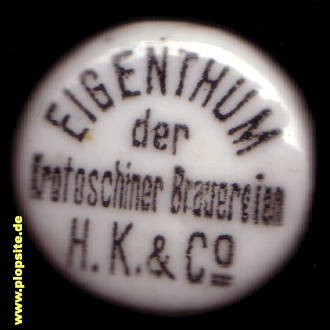 EIGENTHUM
der
Krotoschiner Brauereien
H. K. & Co
www.plopsite.de